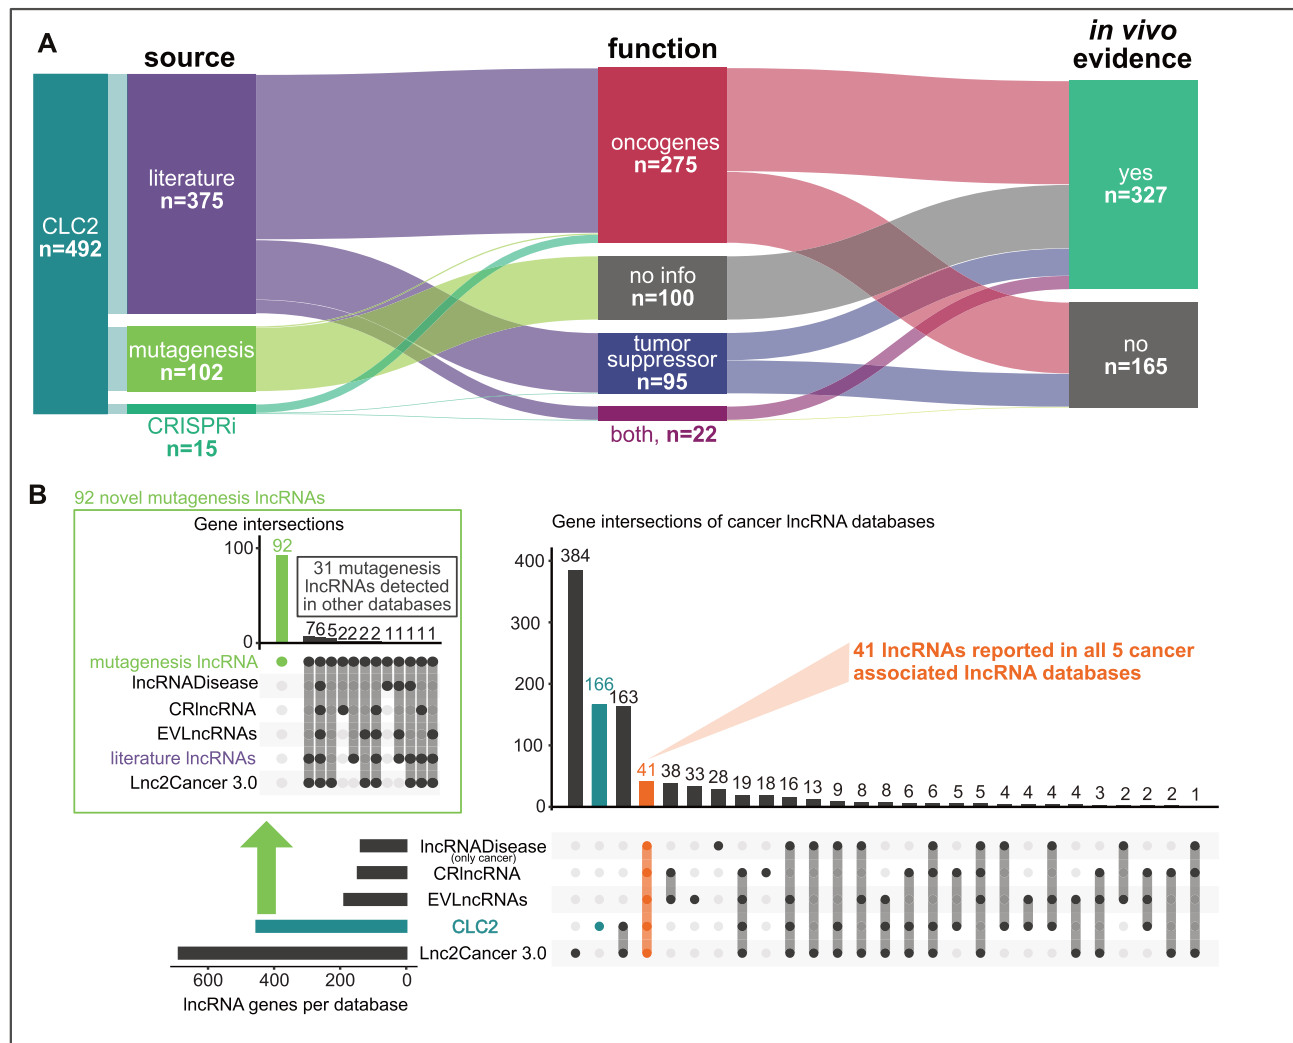 A
source
function
in vivo
evidence
CLC2
n=492
literature
n=375
mutagenesis
n=102
CRISPRi
n=15
oncogenes
n=275
no info
n=100
tumor
suppressor
n=95
both, n=22
yes
n=327
no
n=165
B
92 novel mutagenesis lncRNAs
Gene intersections
100
92
31 mutagenesis
lncRNAs detected
in other databases
0
7 6 5 2 2 2 2 1 1 1 1 1
mutagenesis lncRNA
lncRNADisease
CRlncRNA
EVLncRNAs
literature lncRNAs
Lnc2Cancer 3.0
Gene intersections of cancer lncRNA databases
400
300
200
100
0
384 166 163 41 38 33 28 19 18 16 13 9 8 8 6 6 5 5 4 4 4 4 3 2 2 2 1
41 lncRNAs reported in all 5 cancer
associated lncRNA databases
lncRNADisease
(only cancer)
CRlncRNA
EVLncRNAs
CLC2
Lnc2Cancer 3.0
600 400 200 0
lncRNA genes per database